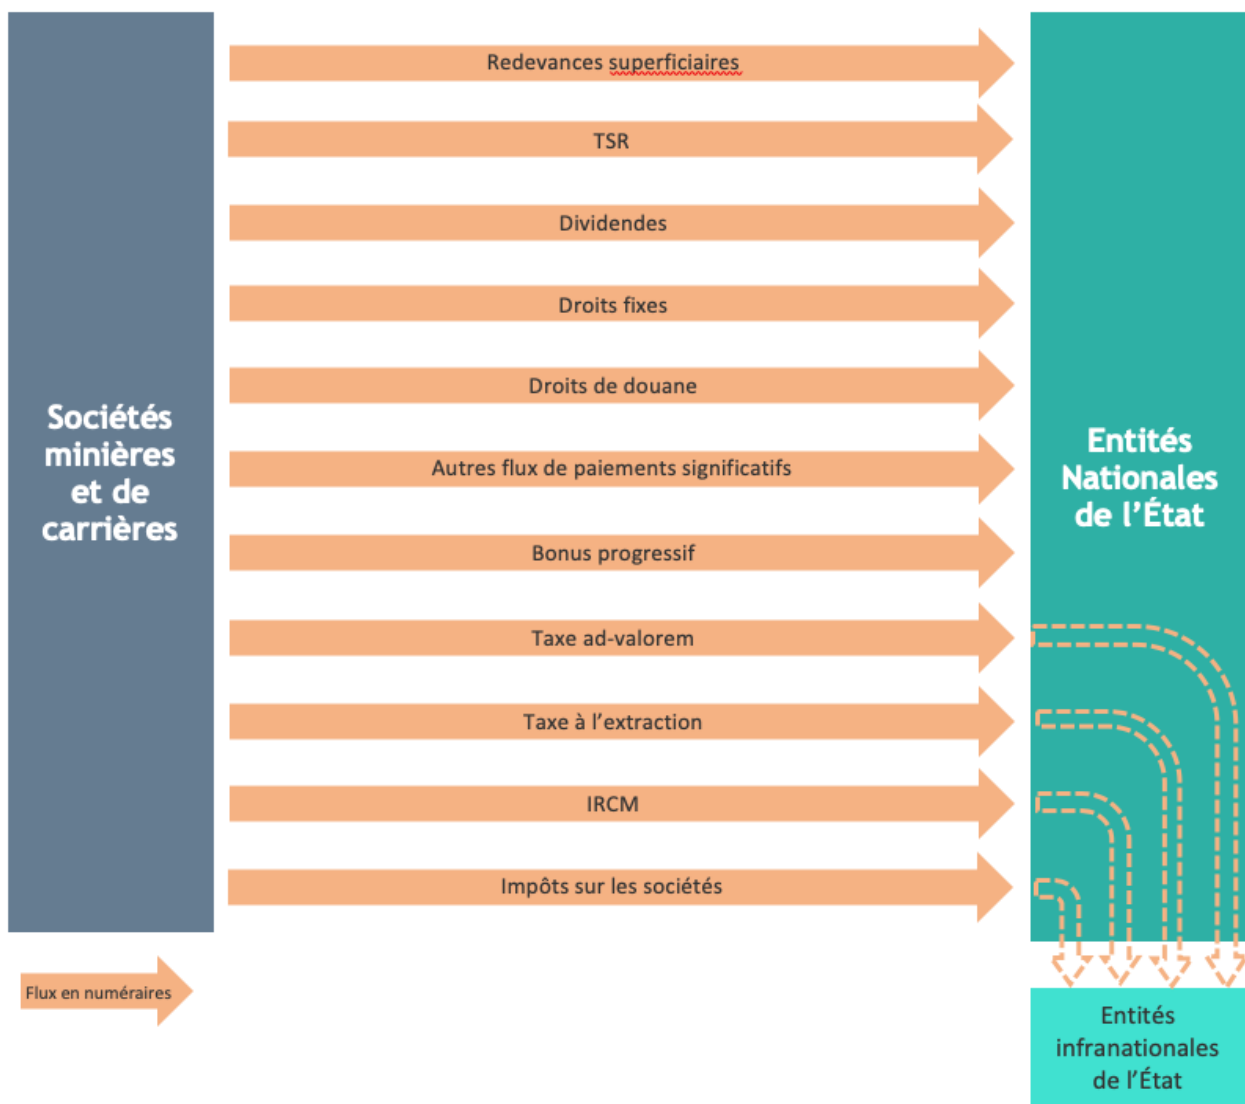 Redevances superficiaires
TSR
Dividendes
Droits fixes
Droits de douane
Sociétés
minières
et de
carrières
Autres flux de paiements significatifs
Entités
Nationales
de l'État
Bonus progressif
Taxe ad-valorem
Taxe à l'extraction
IRCM
Impôts sur les sociétés
Flux en numéraires
Entités
infranationales
de l'État